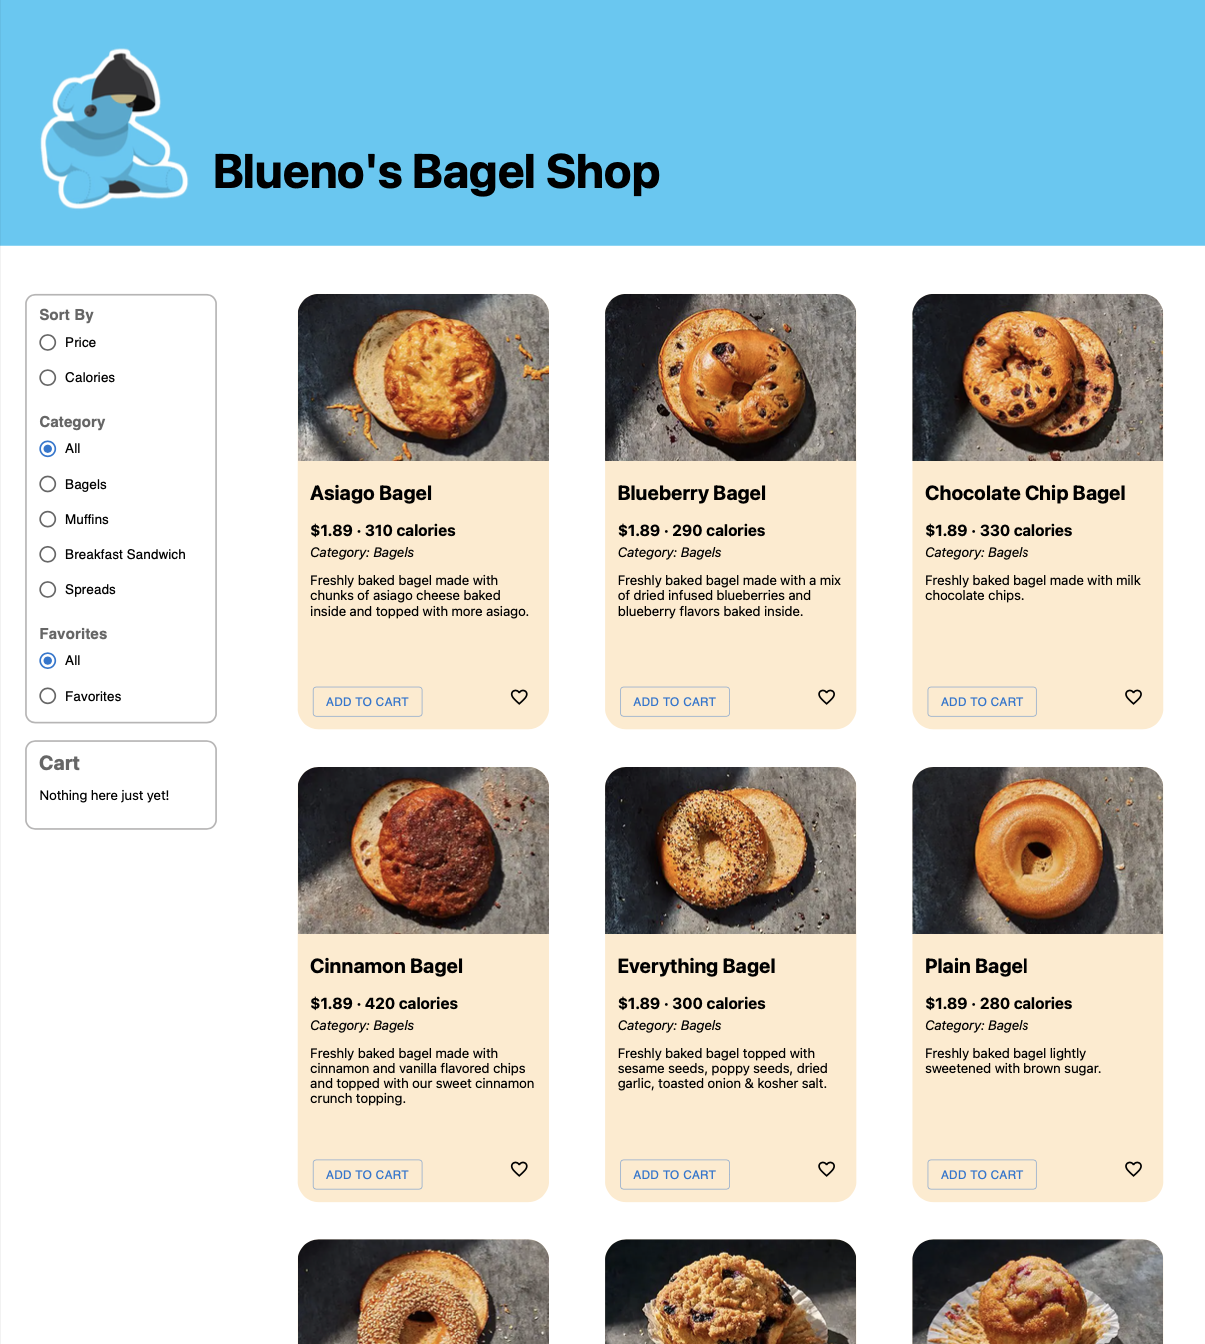 Blueno's Bagel Shop
Sort By
Price
Calories
Category
All
Bagels
Muffins
Breakfast Sandwich
Spreads
Favorites
All
Favorites
Cart
Nothing here just yet!
Asiago Bagel
$1.89 · 310 calories
Category: Bagels
Freshly baked bagel made with
chunks of asiago cheese baked
inside and topped with more asiago.
ADD TO CART
Blueberry Bagel
$1.89 · 290 calories
Category: Bagels
Freshly baked bagel made with a mix
of dried infused blueberries and
blueberry flavors baked inside.
ADD TO CART
Chocolate Chip Bagel
$1.89 · 330 calories
Category: Bagels
Freshly baked bagel made with milk
chocolate chips.
ADD TO CART
Cinnamon Bagel
$1.89 · 420 calories
Category: Bagels
Freshly baked bagel made with
cinnamon and vanilla flavored chips
and topped with our sweet cinnamon
crunch topping.
ADD TO CART
Everything Bagel
$1.89 · 300 calories
Category: Bagels
Freshly baked bagel topped with
sesame seeds, poppy seeds, dried
garlic, toasted onion & kosher salt.
ADD TO CART
Plain Bagel
$1.89 · 280 calories
Category: Bagels
Freshly baked bagel lightly
sweetened with brown sugar.
ADD TO CART